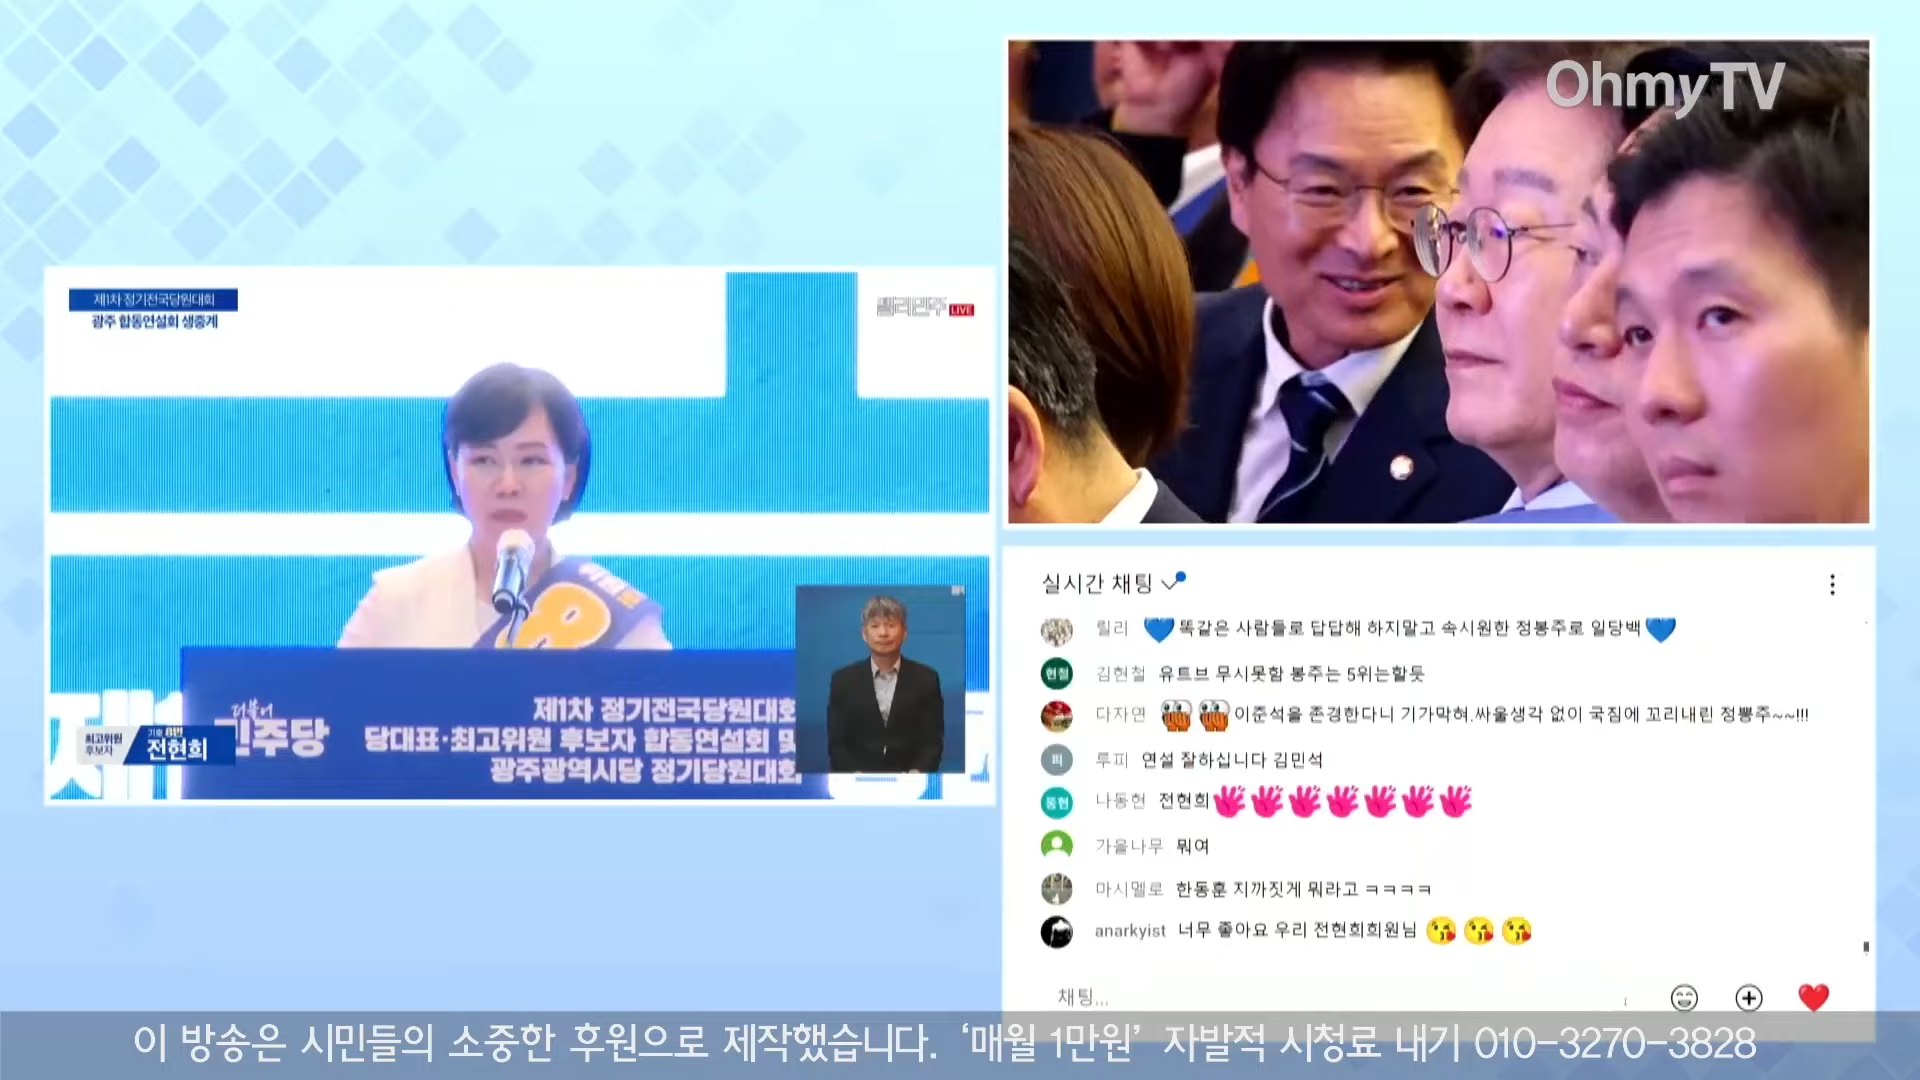 OhmyTV
제1차 정기전국당원대회
광주 합동연설회 생중계
델리민주 LIVE
더불어
민주당
제1차 정기전국당원대회
당대표·최고위원 후보자 합동연설회 및
광주광역시당 정기당원대회
최고위원
후보자
기호 8번
전현희
8
실시간 채팅
릴리 💙똑같은 사람들로 답답해 하지말고 속시원한 정봉주로 일당백💙
현철 김현철 유트브 무시못함 봉주는 5위는할듯
다자연 이준석을 존경한다니 기가막혀.싸울생각 없이 국짐에 꼬리내린 정뽕주~~!!!
피 루피 연설 잘하십니다 김민석
동현 나동현 전현희
가을나무 뭐여
마시멜로 한동훈 지까짓게 뭐라고 ㅋㅋㅋㅋ
anarkyist 너무 좋아요 우리 전현희희원님 😘😘😘
채팅...
이 방송은 시민들의 소중한 후원으로 제작했습니다. ‘매월 1만원’ 자발적 시청료 내기 010-3270-3828